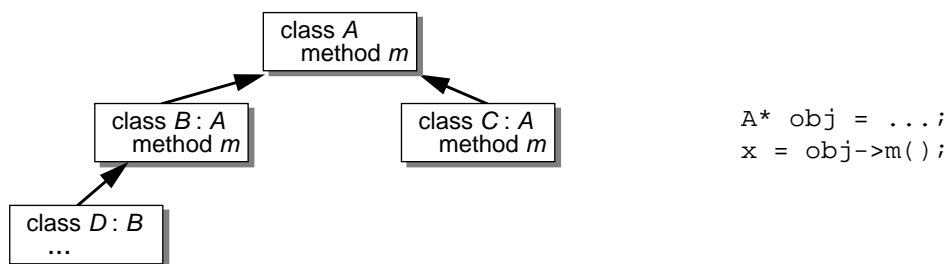 class A
method m
class B : A
method m
class C : A
method m
A* obj = ...;
x = obj->m();
class D : B
...